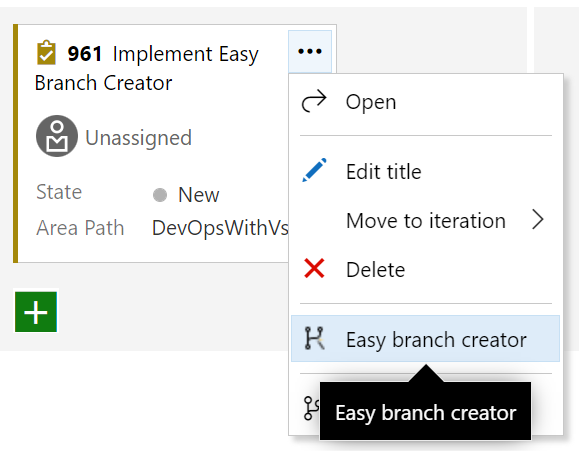 961 Implement Easy
Branch Creator
Unassigned
State New
Area Path DevOpsWithVs
Open
Edit title
Move to iteration
Delete
Easy branch creator
Easy branch creator